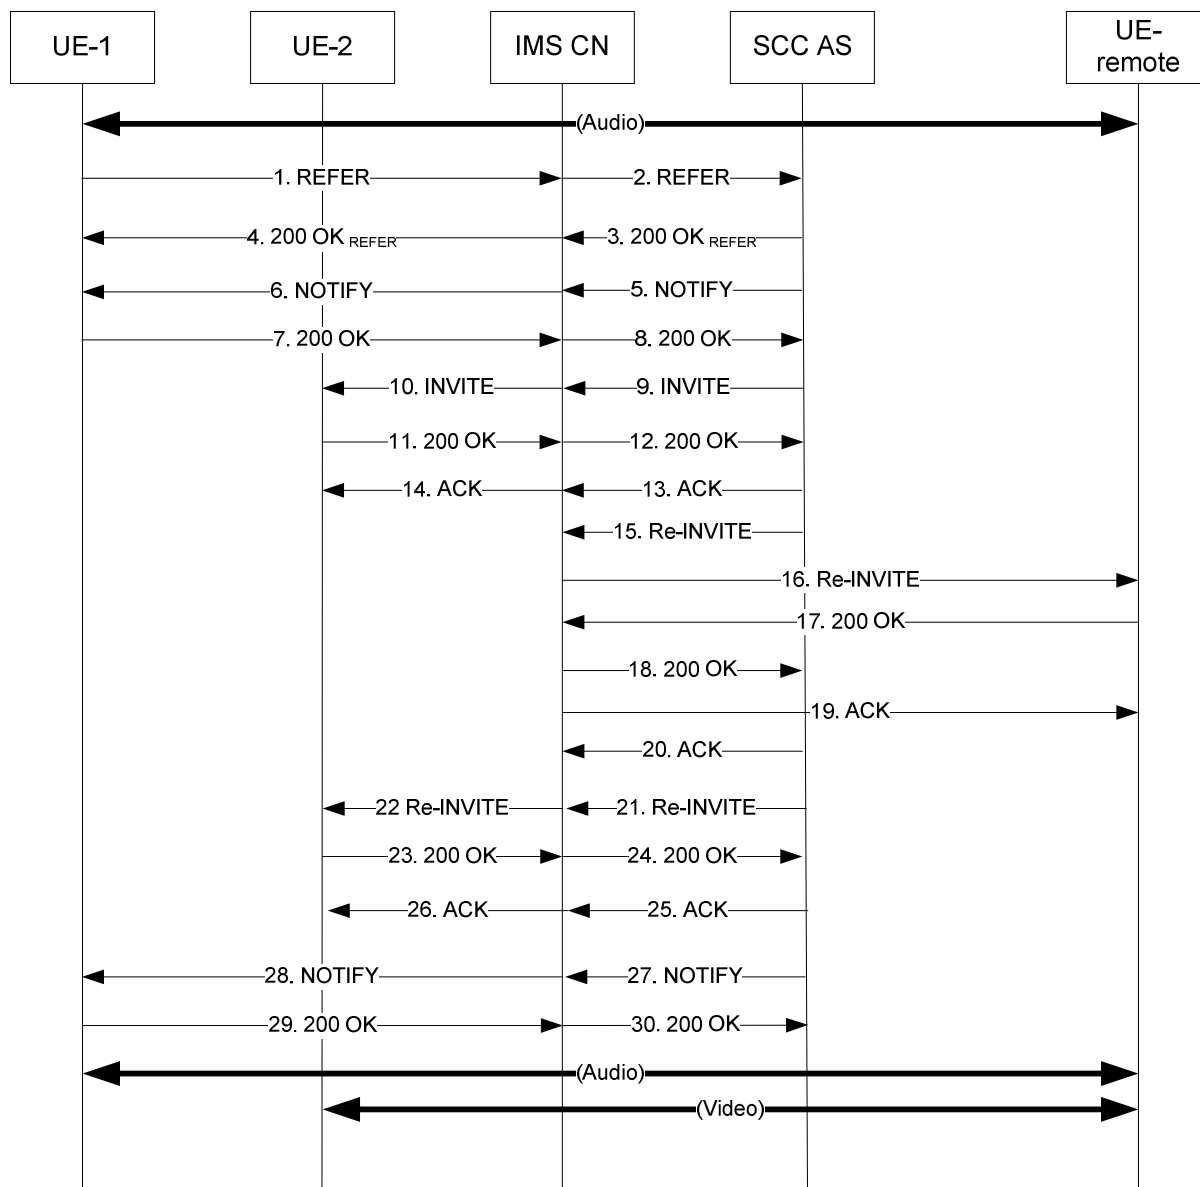 UE-1
UE-2
IMS CN
SCC AS
UE-
remote
(Audio)
1. REFER
2. REFER
4. 200 OK REFER
3. 200 OK REFER
6. NOTIFY
5. NOTIFY
7. 200 OK
8. 200 OK
10. INVITE
9. INVITE
11. 200 OK
12. 200 OK
14. ACK
13. ACK
15. Re-INVITE
16. Re-INVITE
17. 200 OK
18. 200 OK
19. ACK
20. ACK
22 Re-INVITE
21. Re-INVITE
23. 200 OK
24. 200 OK
26. ACK
25. ACK
28. NOTIFY
27. NOTIFY
29. 200 OK
30. 200 OK
(Audio)
(Video)